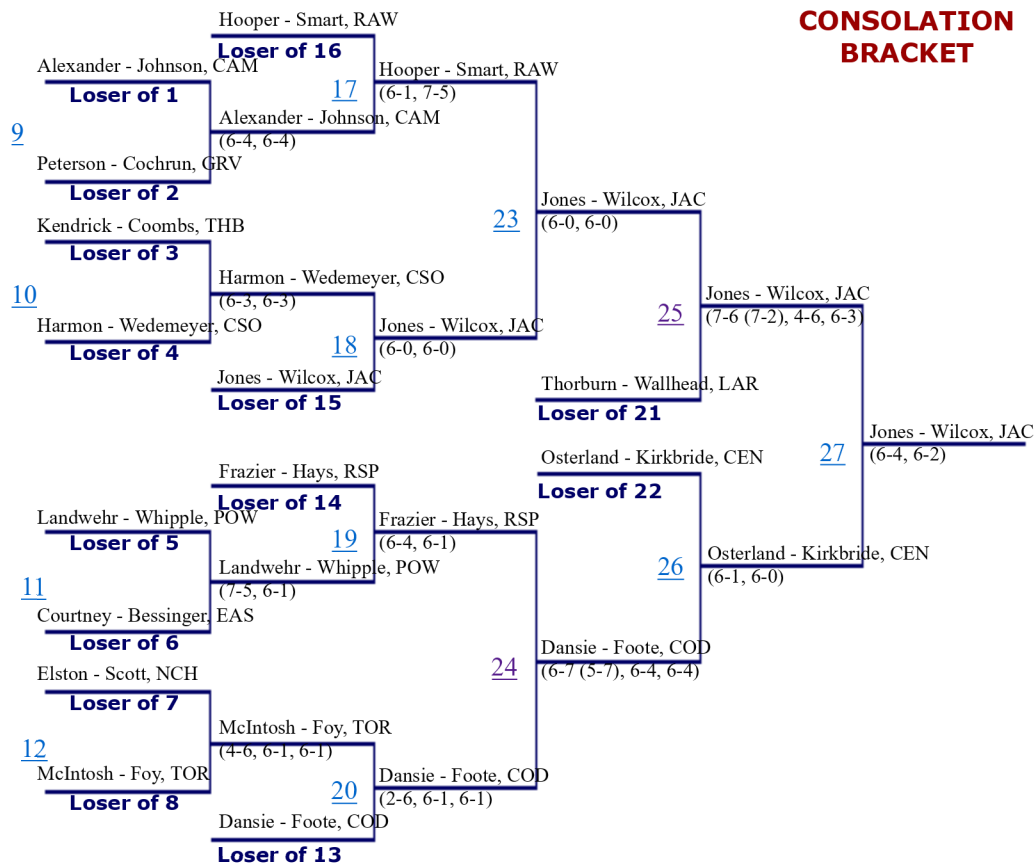 CONSOLATION
BRACKET
Hooper - Smart, RAW
Loser of 16
Alexander - Johnson, CAM
Loser of 1
17
Hooper - Smart, RAW
(6-1, 7-5)
9
Alexander - Johnson, CAM
(6-4, 6-4)
Peterson - Cochrun, GRV
Loser of 2
23
Jones - Wilcox, JAC
(6-0, 6-0)
Kendrick - Coombs, THB
Loser of 3
10
Harmon - Wedemeyer, CSO
(6-3, 6-3)
Harmon - Wedemeyer, CSO
Loser of 4
18
Jones - Wilcox, JAC
(6-0, 6-0)
25
Jones - Wilcox, JAC
(7-6 (7-2), 4-6, 6-3)
Jones - Wilcox, JAC
Loser of 15
Thorburn - Wallhead, LAR
Loser of 21
27
Jones - Wilcox, JAC
(6-4, 6-2)
Frazier - Hays, RSP
Loser of 14
Osterland - Kirkbride, CEN
Loser of 22
Landwehr - Whipple, POW
Loser of 5
19
Frazier - Hays, RSP
(6-4, 6-1)
11
Landwehr - Whipple, POW
(7-5, 6-1)
26
Osterland - Kirkbride, CEN
(6-1, 6-0)
Courtney - Bessinger, EAS
Loser of 6
24
Dansie - Foote, COD
(6-7 (5-7), 6-4, 6-4)
Elston - Scott, NCH
Loser of 7
12
McIntosh - Foy, TOR
(4-6, 6-1, 6-1)
McIntosh - Foy, TOR
Loser of 8
20
Dansie - Foote, COD
(2-6, 6-1, 6-1)
Dansie - Foote, COD
Loser of 13